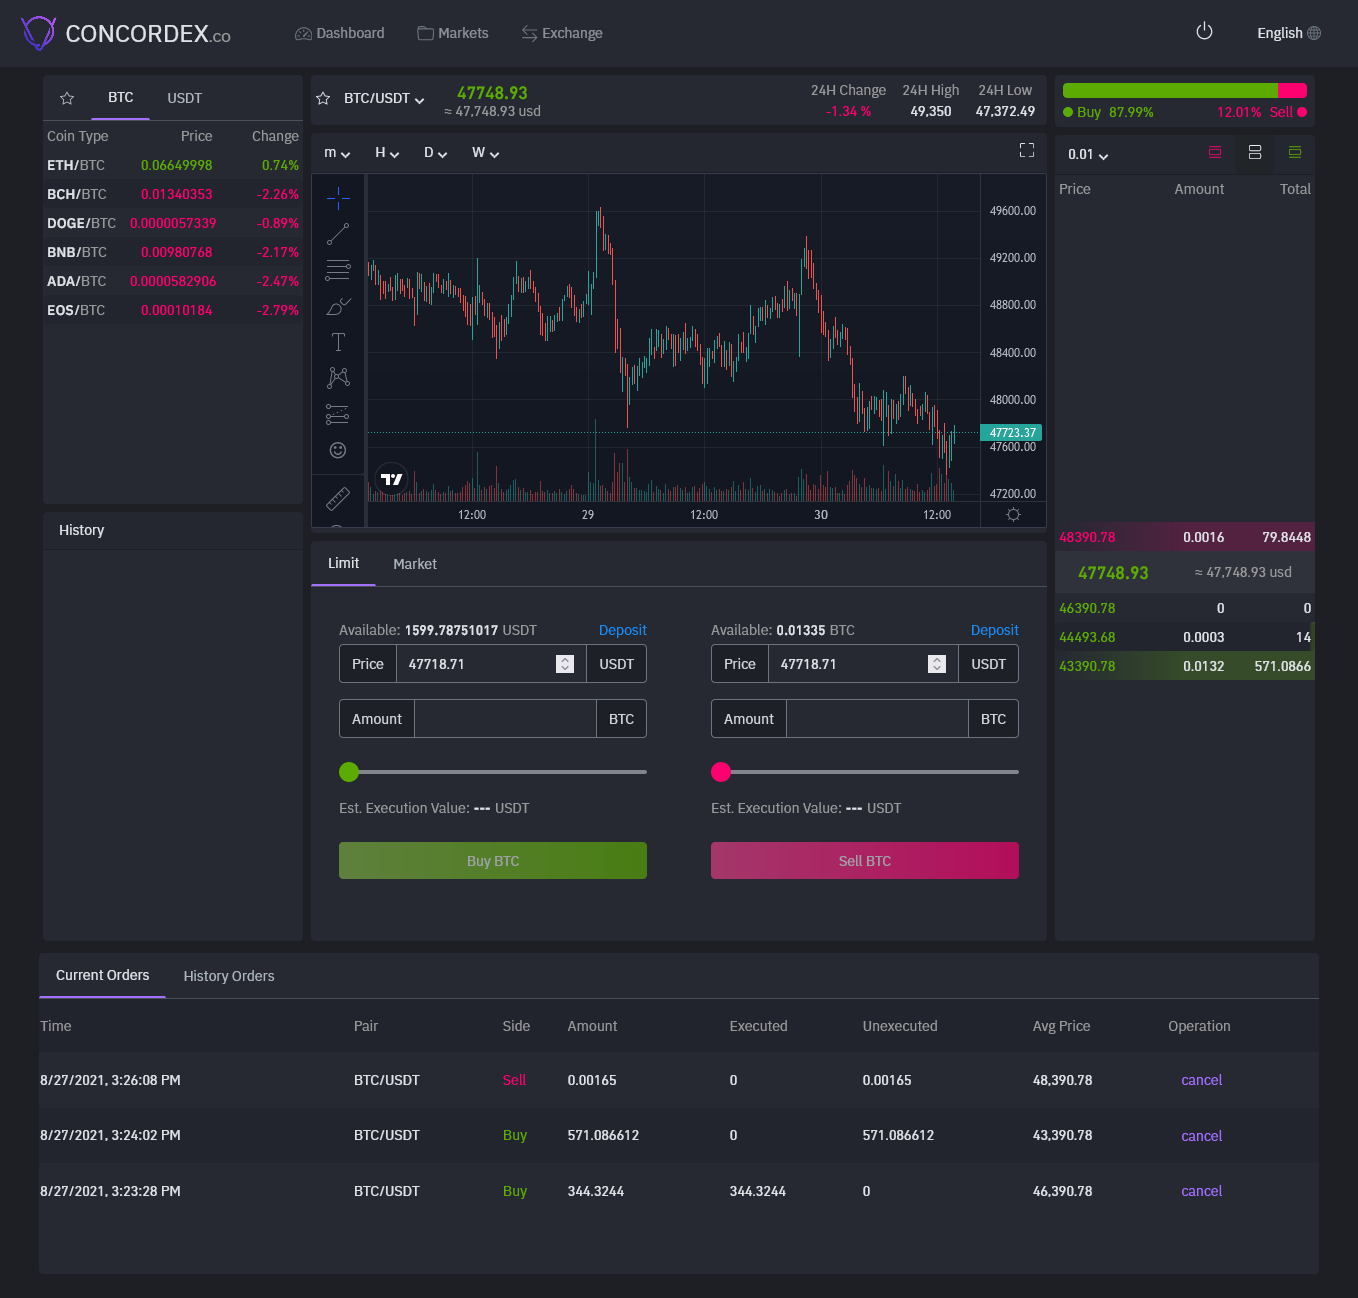 CONCORDEX.co
Dashboard
Markets
Exchange
English
BTC USDT
Coin Type Price Change
ETH/BTC 0.06649998 0.74%
BCH/BTC 0.01340353 -2.26%
DOGE/BTC 0.0000057339 -0.89%
BNB/BTC 0.00980768 -2.17%
ADA/BTC 0.0000582906 -2.47%
EOS/BTC 0.00010184 -2.79%
History
BTC/USDT
47748.93
≈ 47,748.93 usd
24H Change 24H High 24H Low
-1.34 % 49,350 47,372.49
m H D W
T
49600.00
49200.00
48800.00
48400.00
48000.00
47723.37
47600.00
47200.00
12:00 29 12:00 30 12:00
Limit Market
Available: 1599.78751017 USDT Deposit
Price 47718.71 USDT
Amount BTC
Est. Execution Value: --- USDT
Buy BTC
Available: 0.01335 BTC Deposit
Price 47718.71 USDT
Amount BTC
Est. Execution Value: --- USDT
Sell BTC
Buy 87.99% 12.01% Sell
0.01
Price Amount Total
48390.78 0.0016 79.8448
47748.93 ≈ 47,748.93 usd
46390.78 0 0
44493.68 0.0003 14
43390.78 0.0132 571.0866
Current Orders History Orders
Time Pair Side Amount Executed Unexecuted Avg Price Operation
8/27/2021, 3:26:08 PM BTC/USDT Sell 0.00165 0 0.00165 48,390.78 cancel
8/27/2021, 3:24:02 PM BTC/USDT Buy 571.086612 0 571.086612 43,390.78 cancel
8/27/2021, 3:23:28 PM BTC/USDT Buy 344.3244 344.3244 0 46,390.78 cancel